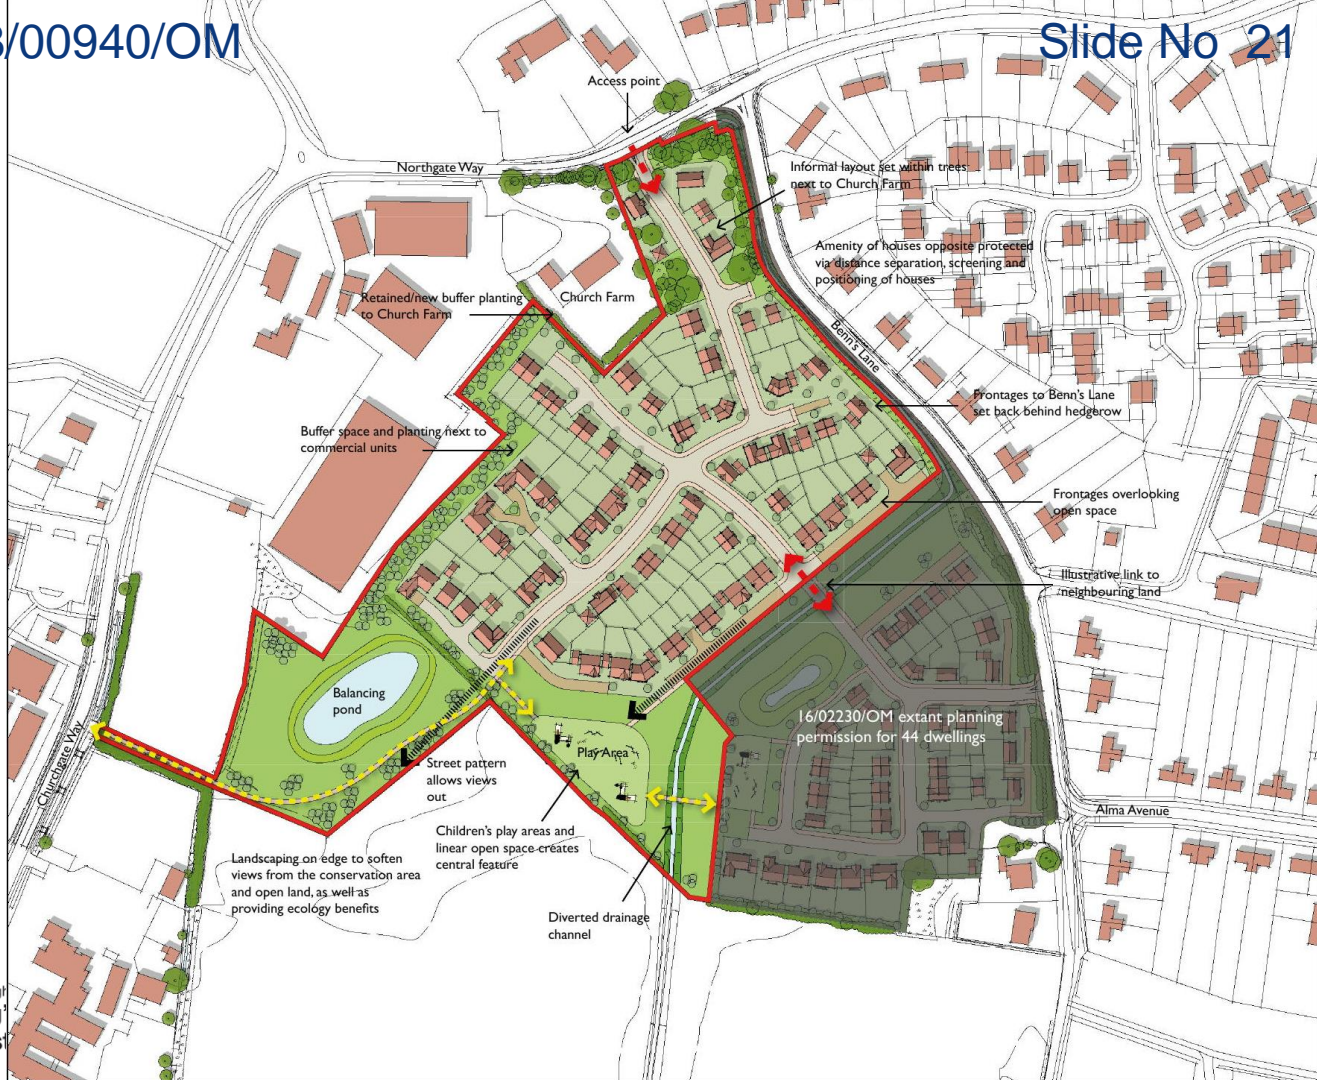 3/00940/OM
Slide No 21
Access point
Northgate Way
Informal layout set within trees
next to Church Farm
Amenity of houses opposite protected
via distance separation, screening and
positioning of houses
Retained/new buffer planting
to Church Farm
Church Farm
Benn's Lane
Frontages to Benn's Lane
set back behind hedgerow
Buffer space and planting next to
commercial units
Frontages overlooking
open space
Illustrative link to
neighbouring land
Balancing
pond
16/02230/OM extant planning
permission for 44 dwellings
Churchgate Way
Play Area
Street pattern
allows views
out
Alma Avenue
Children's play areas and
linear open space creates
central feature
Landscaping on edge to soften
views from the conservation area
and open land, as well as
providing ecology benefits
Diverted drainage
channel